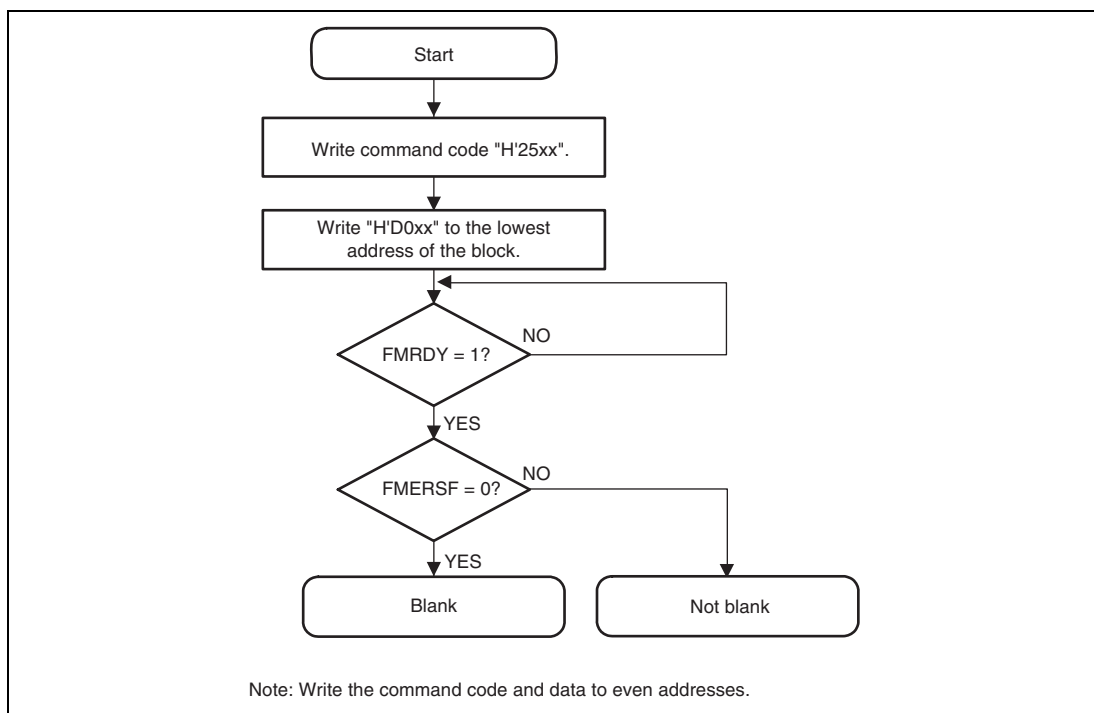 Start
Write command code "H'25xx".
Write "H'D0xx" to the lowest
address of the block.
FMRDY = 1?
NO
YES
FMERSF = 0?
NO
YES
Blank
Not blank
Note: Write the command code and data to even addresses.